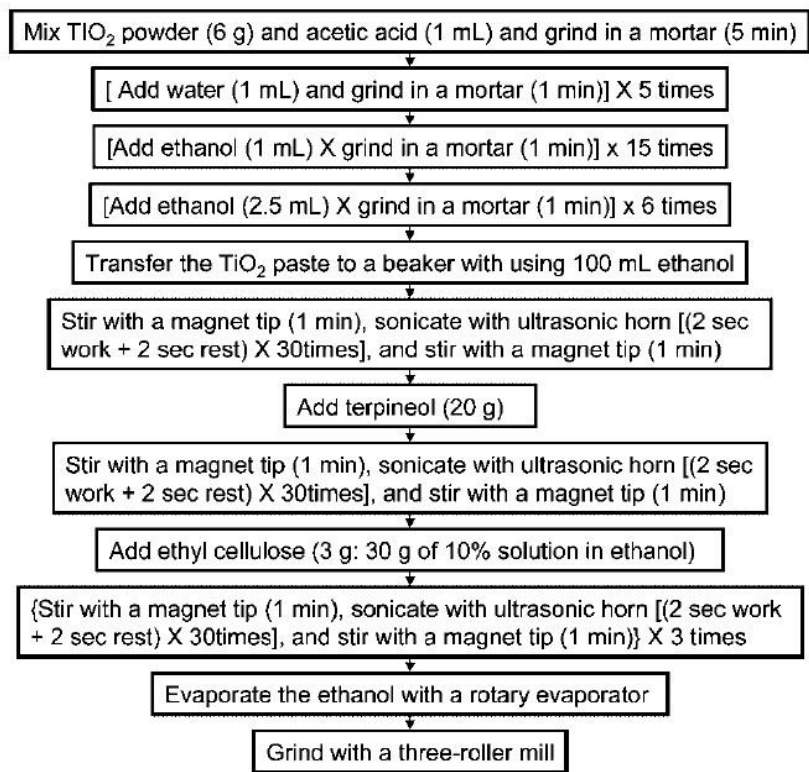 Mix TIO₂ powder (6 g) and acetic acid (1 mL) and grind in a mortar (5 min)
[ Add water (1 mL) and grind in a mortar (1 min)] X 5 times
[Add ethanol (1 mL) X grind in a mortar (1 min)] x 15 times
[Add ethanol (2.5 mL) X grind in a mortar (1 min)] x 6 times
Transfer the TiO₂ paste to a beaker with using 100 mL ethanol
Stir with a magnet tip (1 min), sonicate with ultrasonic horn [(2 sec
work + 2 sec rest) X 30times], and stir with a magnet tip (1 min)
Add terpineol (20 g)
Stir with a magnet tip (1 min), sonicate with ultrasonic horn [(2 sec
work + 2 sec rest) X 30times], and stir with a magnet tip (1 min)
Add ethyl cellulose (3 g: 30 g of 10% solution in ethanol)
{Stir with a magnet tip (1 min), sonicate with ultrasonic horn [(2 sec work
+ 2 sec rest) X 30times], and stir with a magnet tip (1 min)} X 3 times
Evaporate the ethanol with a rotary evaporator
Grind with a three-roller mill